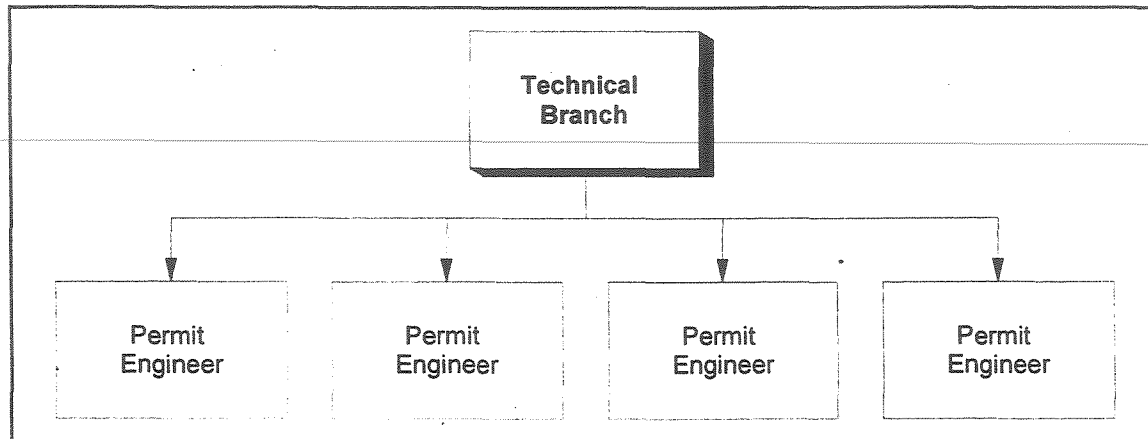 Technical
Branch
Permit
Engineer
Permit
Engineer
Permit
Engineer
Permit
Engineer